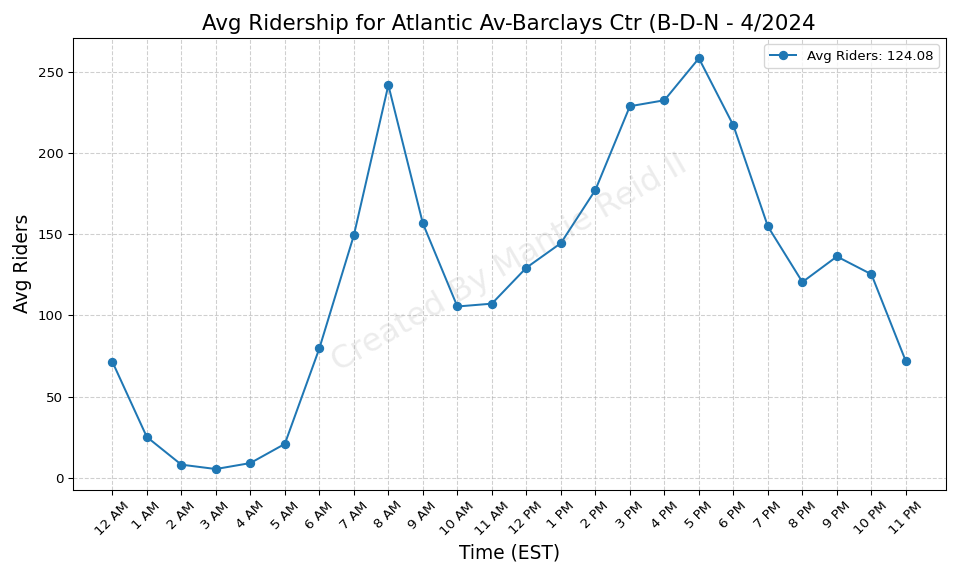 Avg Ridership for Atlantic Av-Barclays Ctr (B-D-N - 4/2024
Avg Riders: 124.08
250
200
150
100
50
0
Avg Riders
Created By Mantie Reid II
12 AM
1 AM
2 AM
3 AM
4 AM
5 AM
6 AM
7 AM
8 AM
9 AM
10 AM
11 AM
12 PM
1 PM
2 PM
3 PM
4 PM
5 PM
6 PM
7 PM
8 PM
9 PM
10 PM
11 PM
Time (EST)